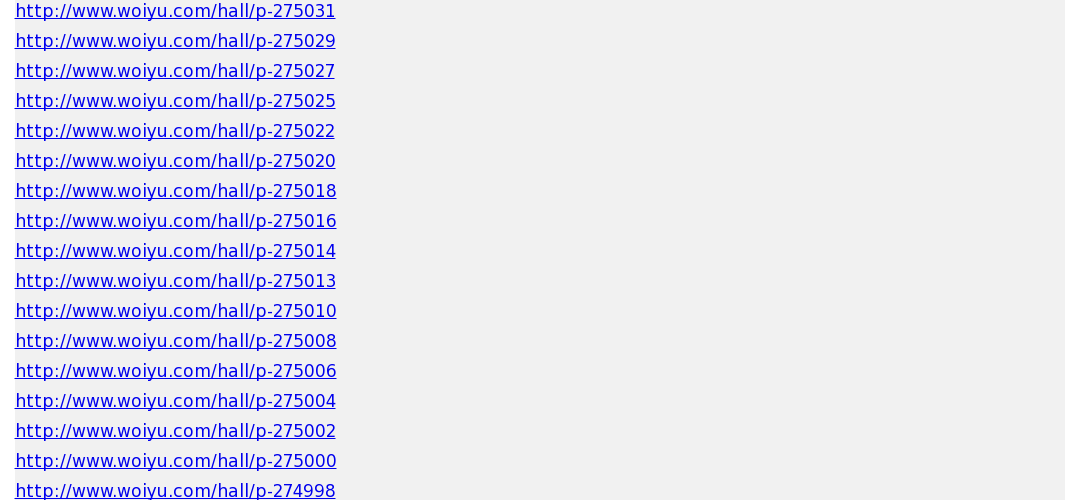 http://www.woiyu.com/hall/p-275031
http://www.woiyu.com/hall/p-275029
http://www.woiyu.com/hall/p-275027
http://www.woiyu.com/hall/p-275025
http://www.woiyu.com/hall/p-275022
http://www.woiyu.com/hall/p-275020
http://www.woiyu.com/hall/p-275018
http://www.woiyu.com/hall/p-275016
http://www.woiyu.com/hall/p-275014
http://www.woiyu.com/hall/p-275013
http://www.woiyu.com/hall/p-275010
http://www.woiyu.com/hall/p-275008
http://www.woiyu.com/hall/p-275006
http://www.woiyu.com/hall/p-275004
http://www.woiyu.com/hall/p-275002
http://www.woiyu.com/hall/p-275000
http://www.woiyu.com/hall/p-274998